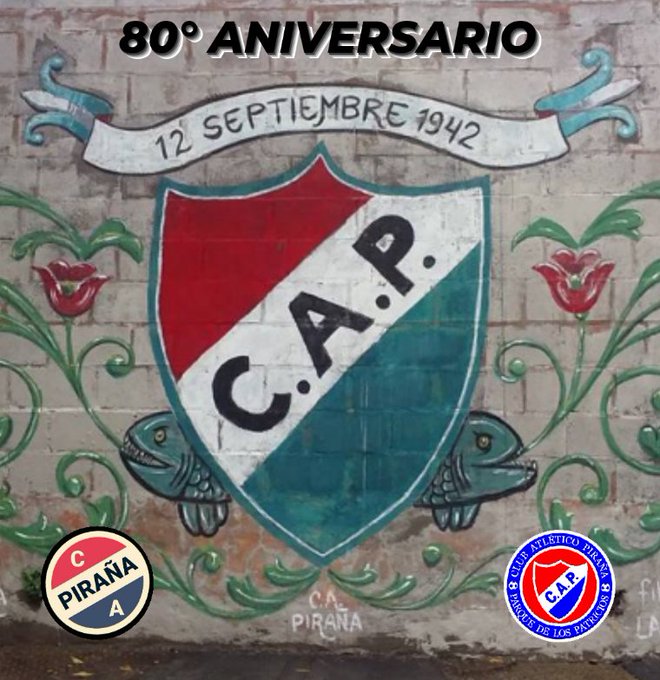 80° ANIVERSARIO
12 SEPTIEMBRE 1942
C.A.P.
C
PIRAÑA
A
CLUB ATLÉTICO PIRAÑA
C.A.P.
PARQUE DE LOS PATRICIOS
C.A.
PIRAÑA